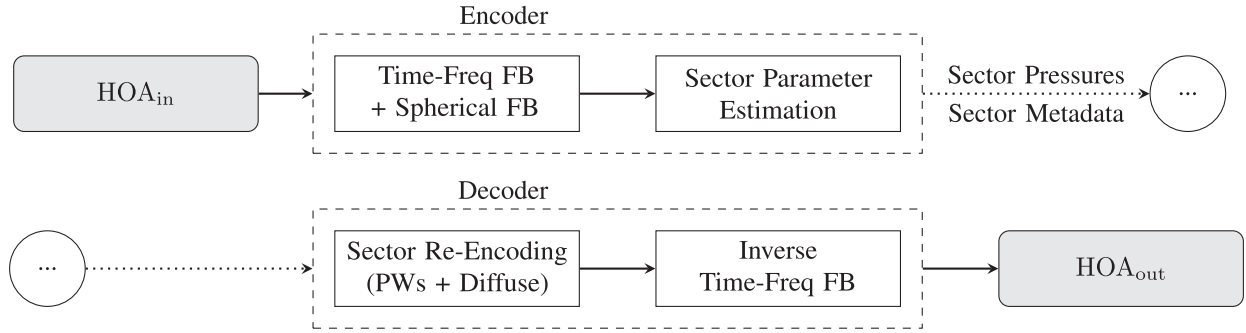 Encoder
HOA_in
Time-Freq FB
+ Spherical FB
Sector Parameter
Estimation
Sector Pressures
Sector Metadata
...
Decoder
...
Sector Re-Encoding
(PWs + Diffuse)
Inverse
Time-Freq FB
HOA_out